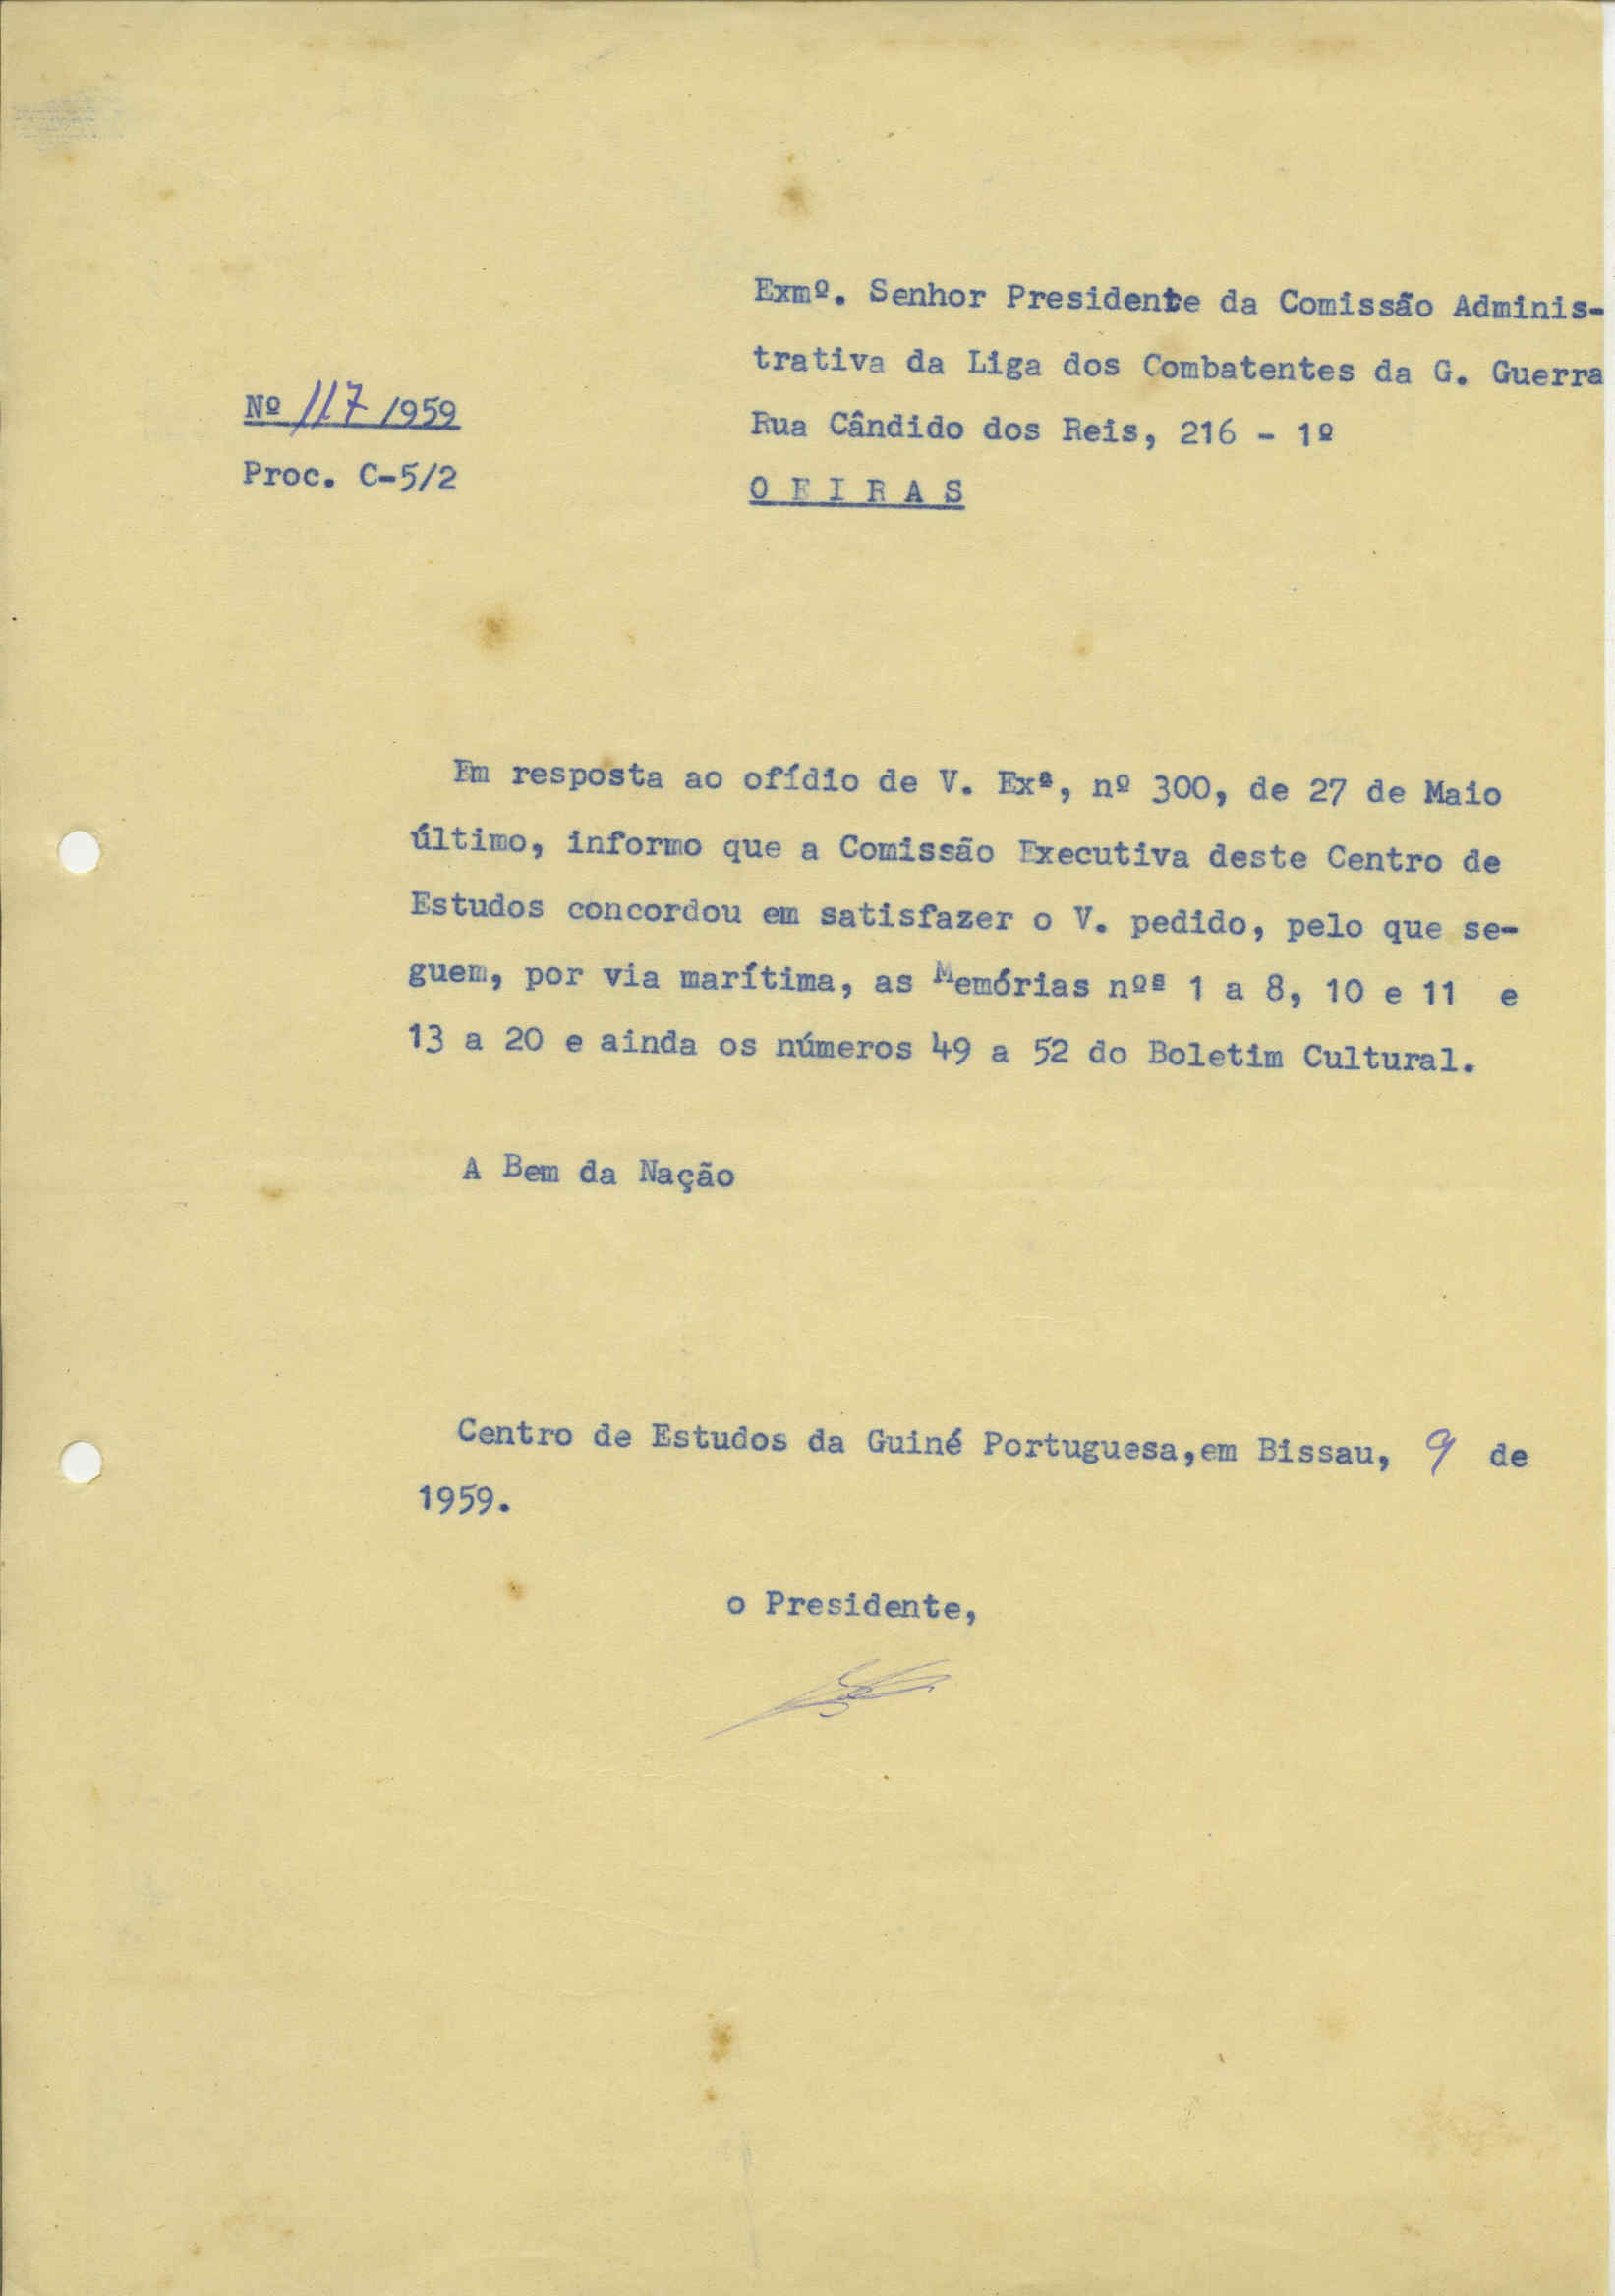 Exmº. Senhor Presidente da Comissão Adminis-
trativa da Liga dos Combatentes da G. Guerra
Rua Cândido dos Reis, 216 - 1º
O E I R A S
Nº 117/1959
Proc. C-5/2
Em resposta ao ofídio de V. Exª, nº 300, de 27 de Maio
último, informo que a Comissão Executiva deste Centro de
Estudos concordou em satisfazer o V. pedido, pelo que se-
guem, por via marítima, as Memórias nºs 1 a 8, 10 e 11 e
13 a 20 e ainda os números 49 a 52 do Boletim Cultural.
A Bem da Nação
Centro de Estudos da Guiné Portuguesa,em Bissau, 9 de
1959.
o Presidente,